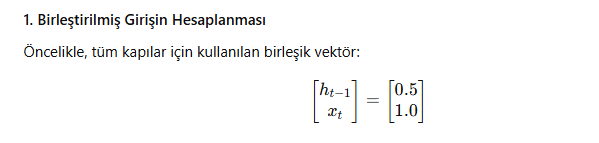 1. Birleştirilmiş Girişin Hesaplanması
Öncelikle, tüm kapılar için kullanılan birleşik vektör:
[h_{t−1}] = [0.5]
[x_t] [1.0]